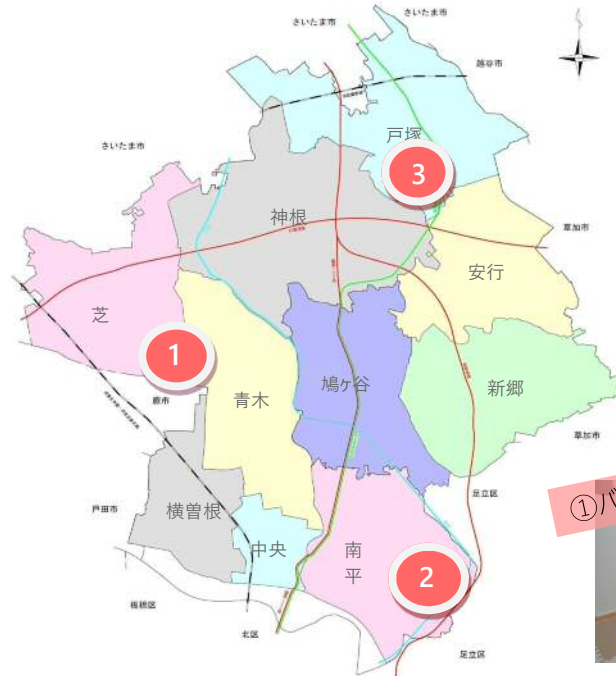 さいたま市
さいたま市
越谷市
さいたま市
戸塚
3
神根
草加市
安行
芝
1
鳩ヶ谷
新郷
青木
蕨市
草加市
足立区
①バ
戸田市
横曽根
中央
南平
2
板橋区
北区
足立区